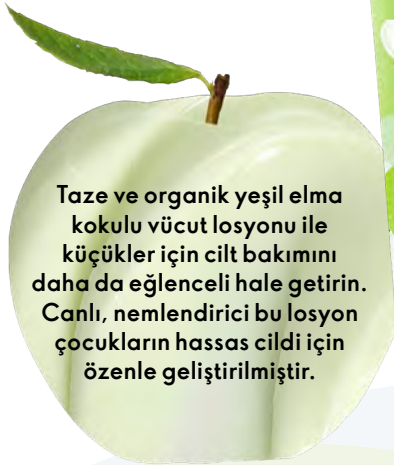 Taze ve organik yeşil elma
kokulu vücut losyonu ile
küçükler için cilt bakımını
daha da eğlenceli hale getirin.
Canlı, nemlendirici bu losyon
çocukların hassas cildi için
özenle geliştirilmiştir.